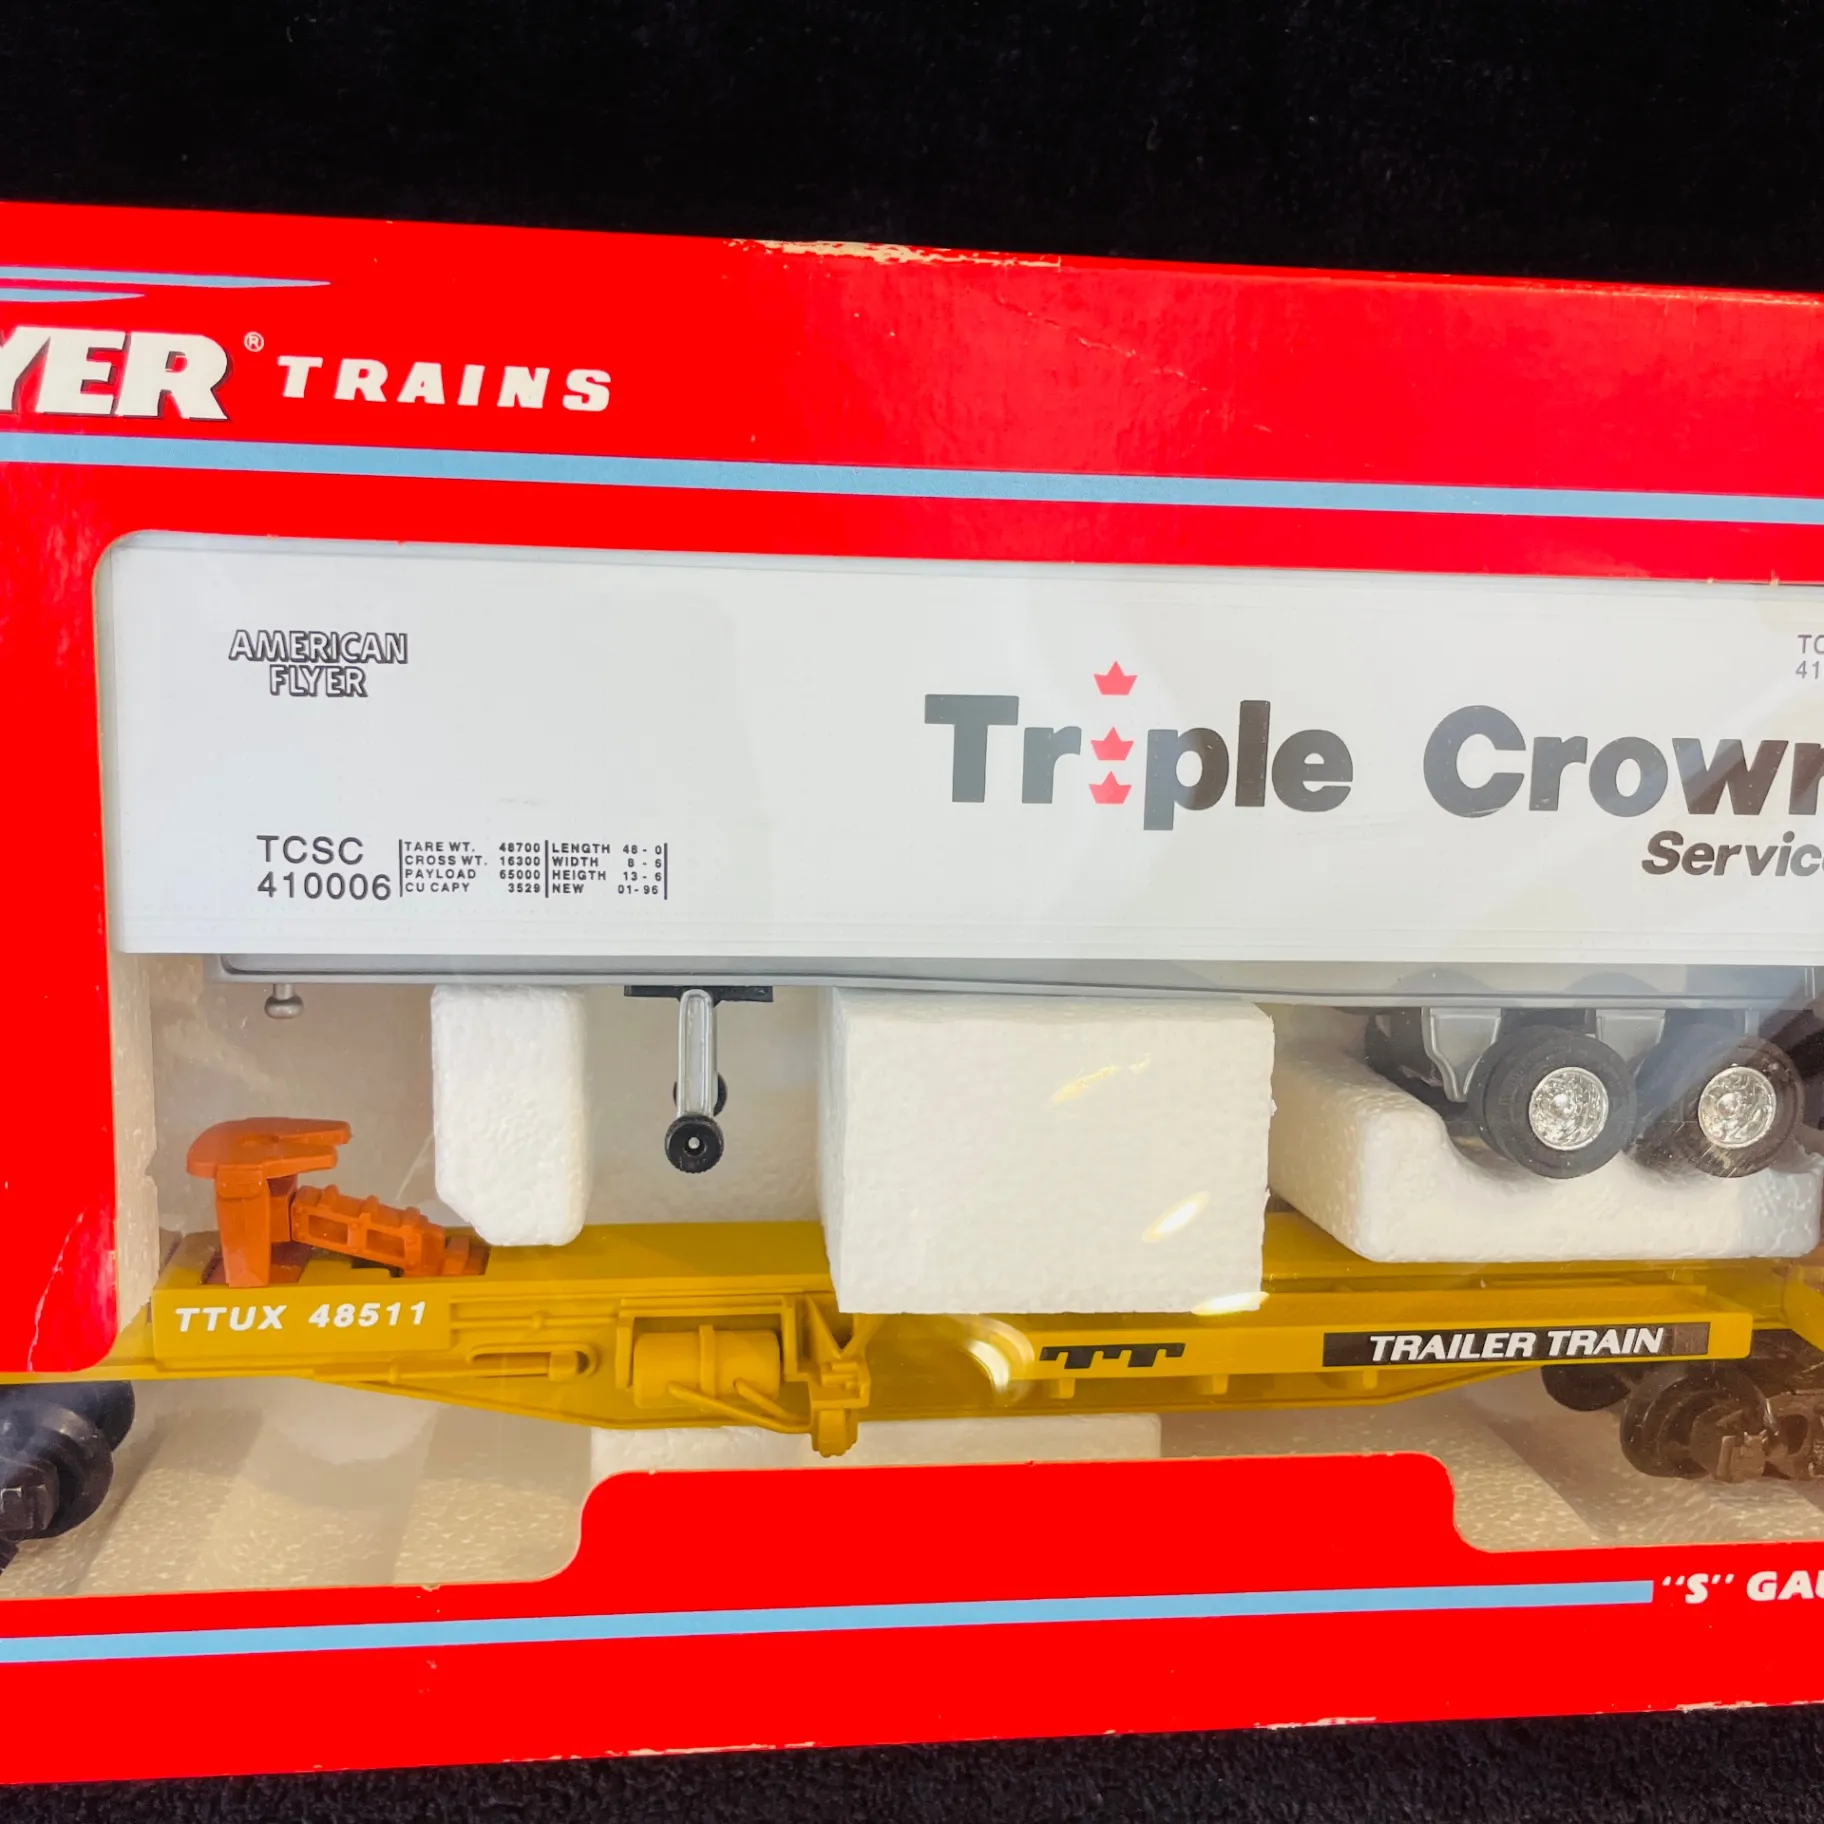 YER® TRAINS
AMERICAN
FLYER
TC
41
Triple Crown
Servic
TCSC
410006
TARE WT. 48700 LENGTH 48 - 0
CROSS WT. 16300 WIDTH 8 - 6
PAYLOAD 65000 HEIGTH 13 - 6
CU CAPY 3529 NEW 01-96
TTUX 48511
TTT
TRAILER TRAIN
"S" GAU